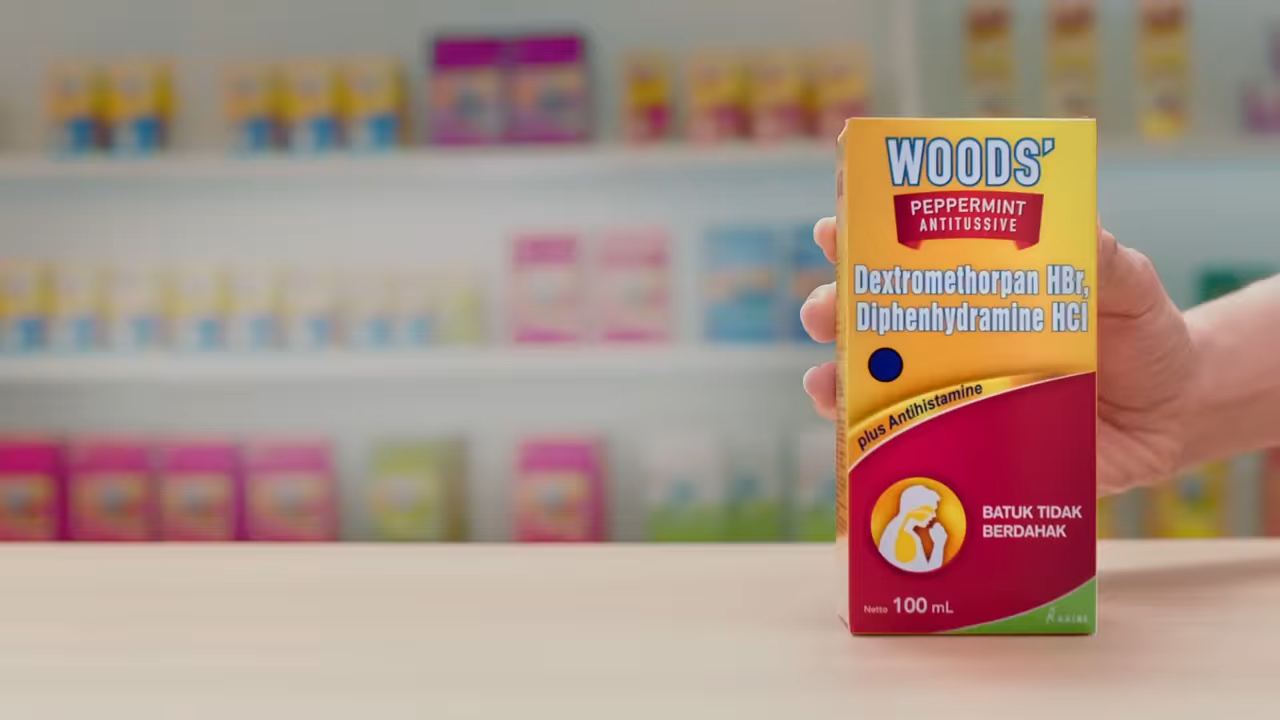 WOODS'
PEPPERMINT
ANTITUSSIVE
Dextromethorpan HBr,
Diphenhydramine HCl
plus Antihistamine
BATUK TIDAK
BERDAHAK
Netto 100 mL